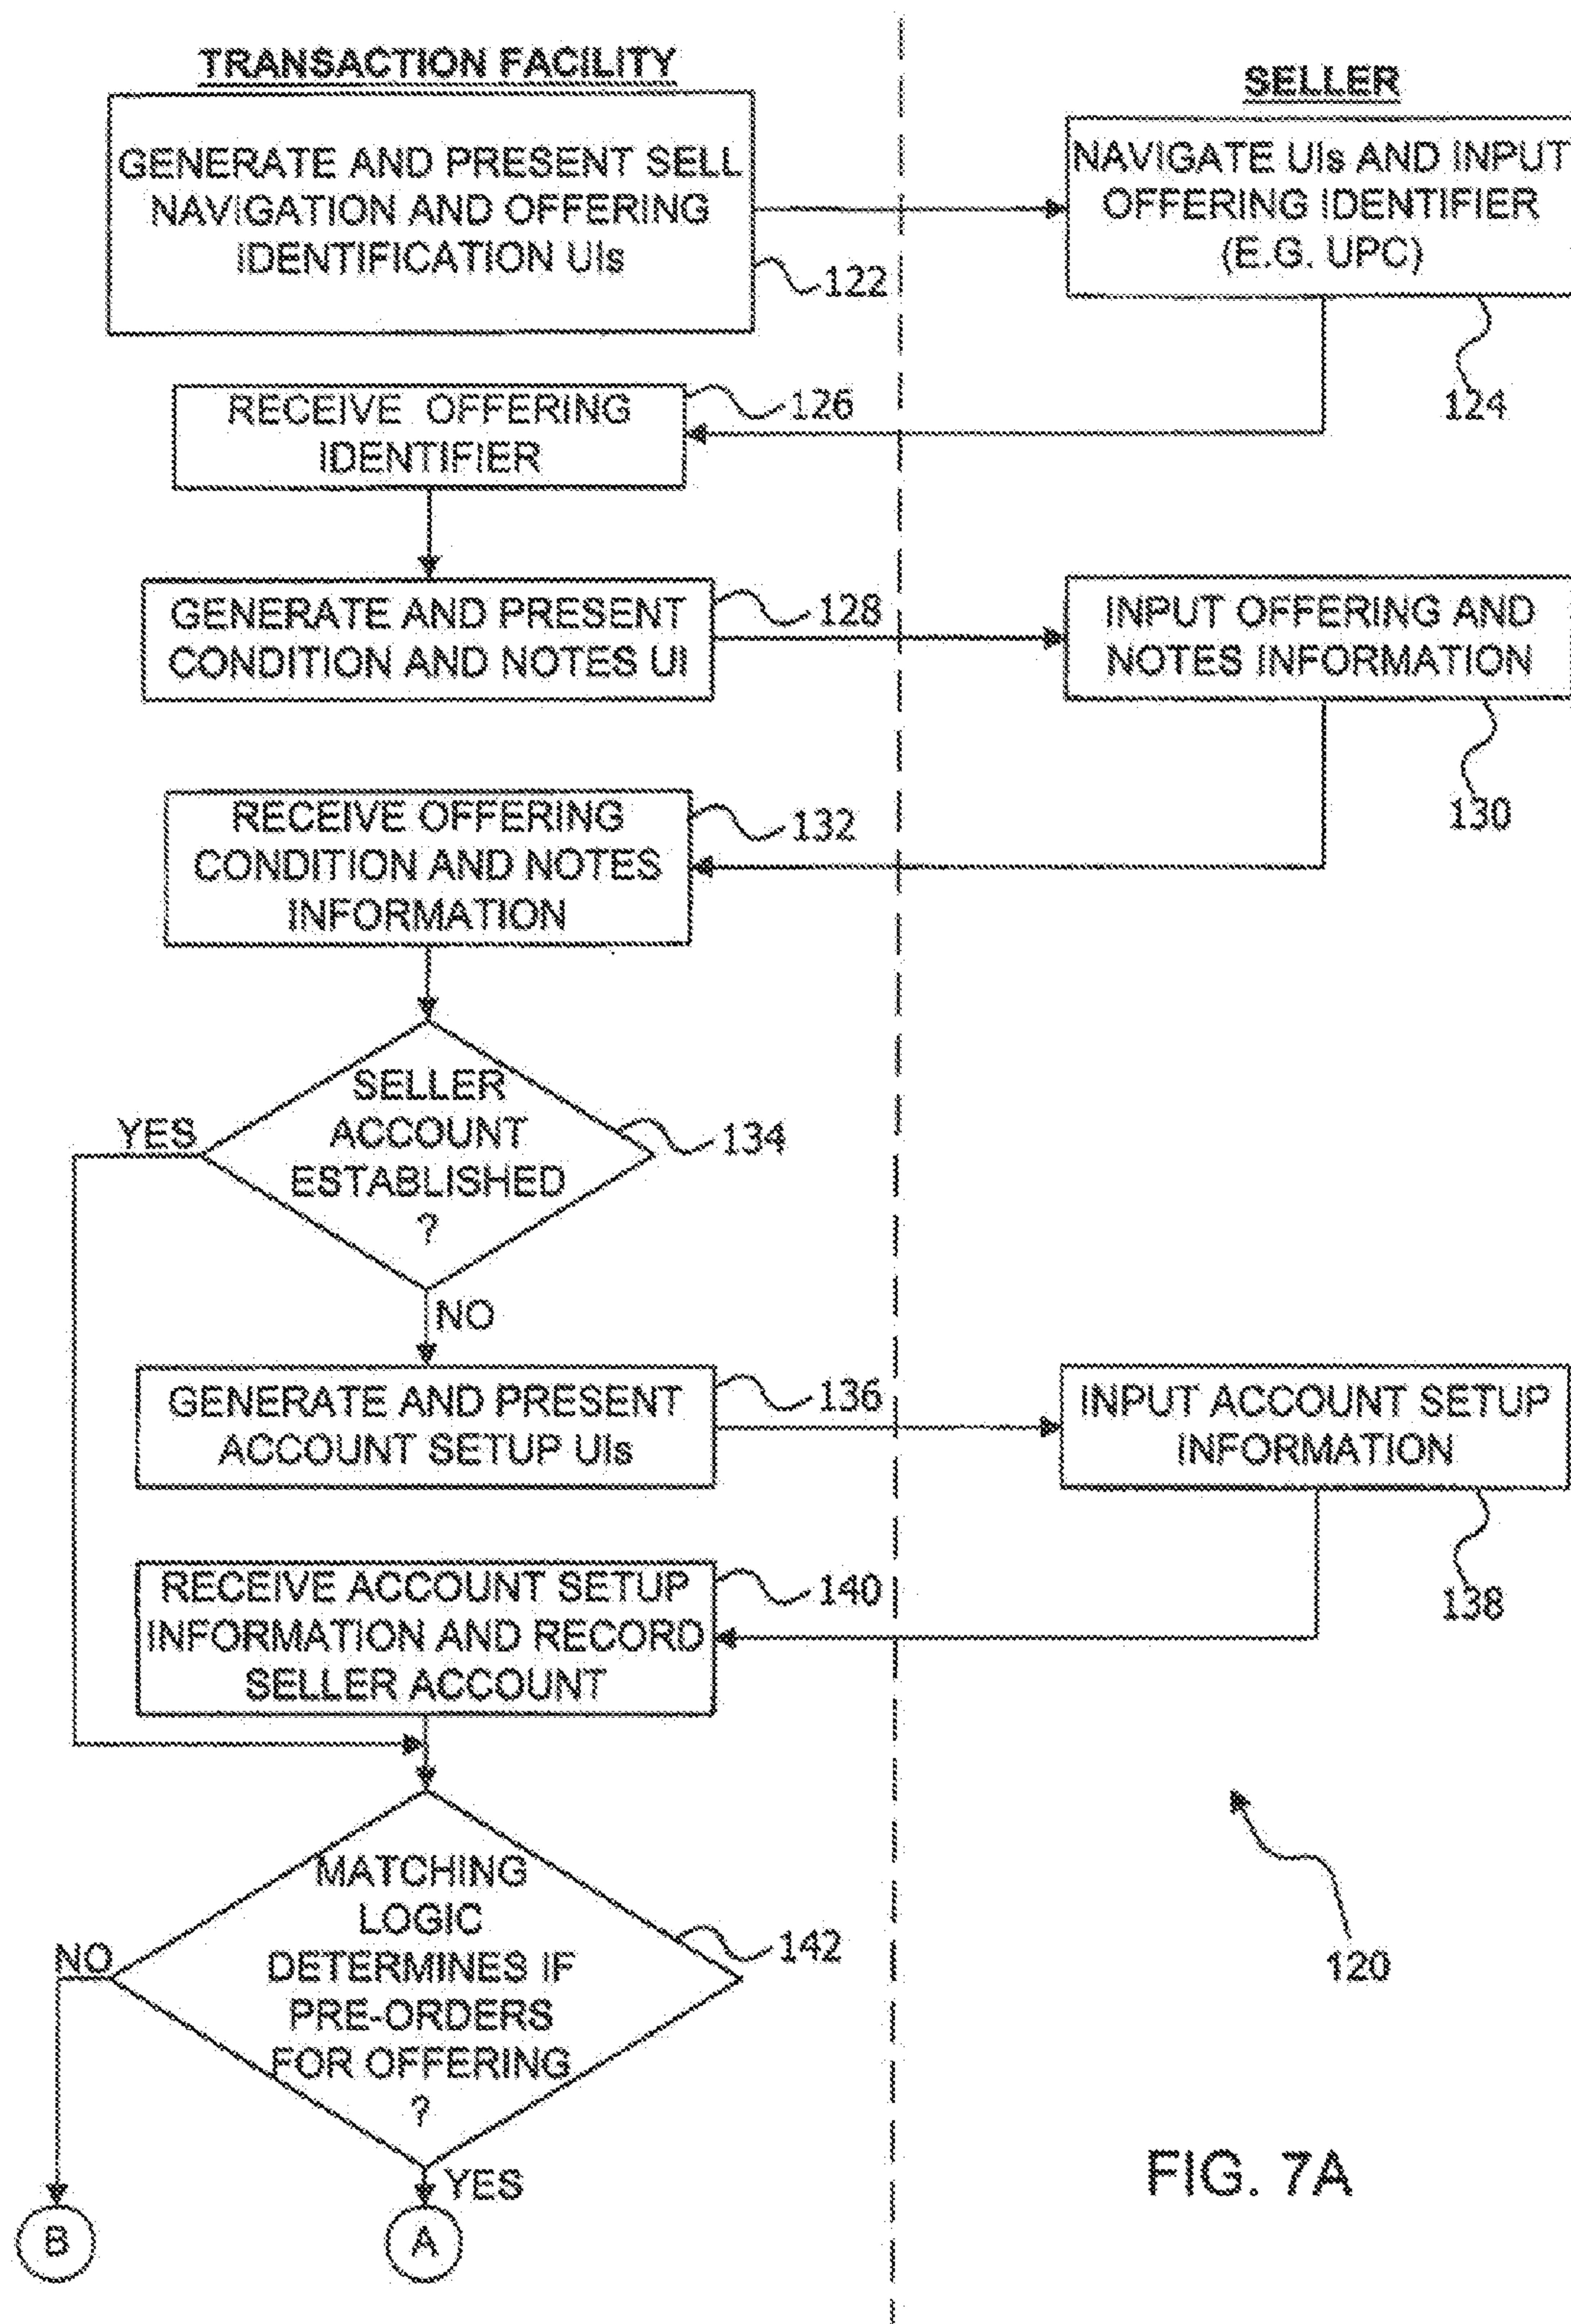 TRANSACTION FACILITY
SELLER
GENERATE AND PRESENT SELL
NAVIGATION AND OFFERING
IDENTIFICATION UIs
122
NAVIGATE UIs AND INPUT
OFFERING IDENTIFIER
(E.G. UPC)
124
RECEIVE OFFERING
IDENTIFIER
126
GENERATE AND PRESENT
CONDITION AND NOTES UI
128
INPUT OFFERING AND
NOTES INFORMATION
130
RECEIVE OFFERING
CONDITION AND NOTES
INFORMATION
132
SELLER
ACCOUNT
ESTABLISHED
?
134
YES
NO
GENERATE AND PRESENT
ACCOUNT SETUP UIs
136
INPUT ACCOUNT SETUP
INFORMATION
138
RECEIVE ACCOUNT SETUP
INFORMATION AND RECORD
SELLER ACCOUNT
140
MATCHING
LOGIC
DETERMINES IF
PRE-ORDERS
FOR OFFERING
?
142
NO
YES
B
A
120
FIG. 7A